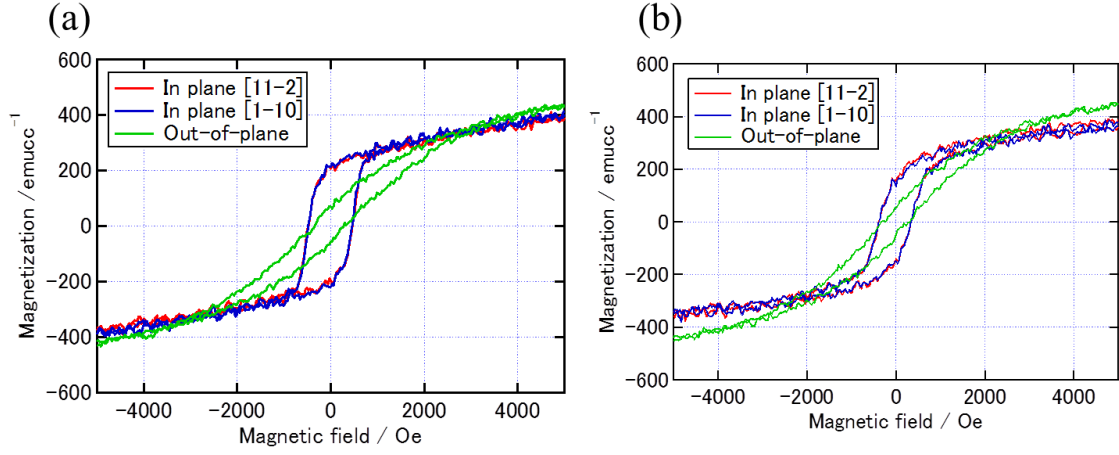 (a)
600
400
200
0
-200
-400
-600
Magnetization / emucc⁻¹
In plane [11-2]
In plane [1-10]
Out-of-plane
-4000 -2000 0 2000 4000
Magnetic field / Oe
(b)
600
400
200
0
-200
-400
-600
Magnetization / emucc⁻¹
In plane [11-2]
In plane [1-10]
Out-of-plane
-4000 -2000 0 2000 4000
Magnetic field / Oe